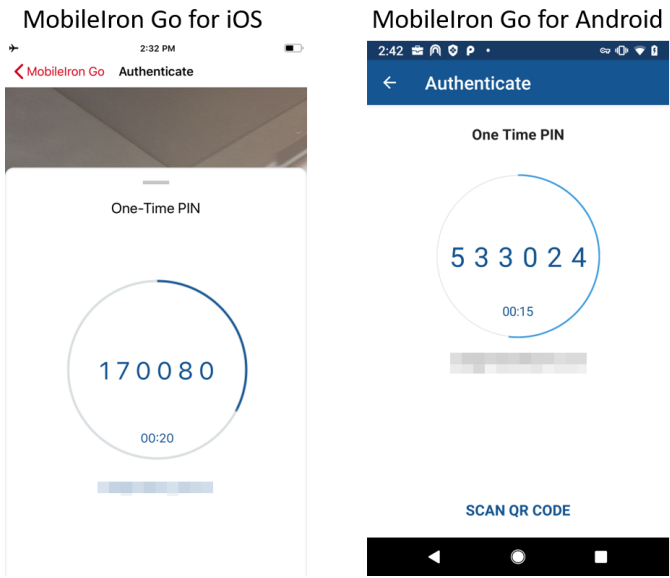 MobileIron Go for iOS
2:32 PM
MobileIron Go Authenticate
One-Time PIN
170080
00:20
MobileIron Go for Android
2:42
Authenticate
One Time PIN
533024
00:15
SCAN QR CODE